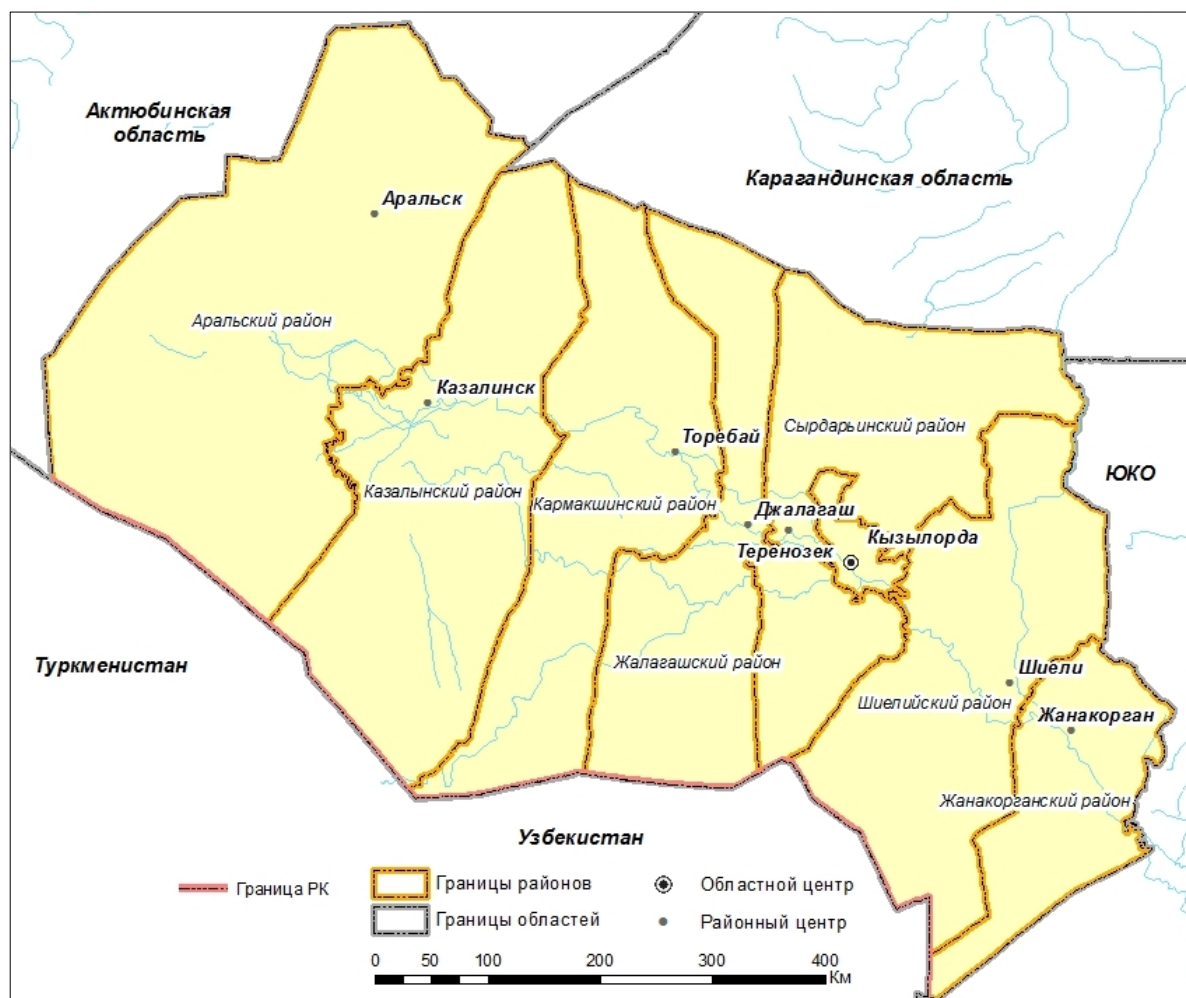 Актюбинская
область
Карагандинская область
Аральск
Аральский район
Казалинск
Торебай
Сырдарьинский район
ЮКО
Казалынский район
Кармакшинский район
Джалагаш
Теренозек
Кызылорда
Туркменистан
Жалагашский район
Шиели
Шиелийский район
Жанакорган
Жанакорганский район
Узбекистан
Граница РК
Границы районов
Областной центр
Границы областей
Районный центр
0 50 100 200 300 400
Км